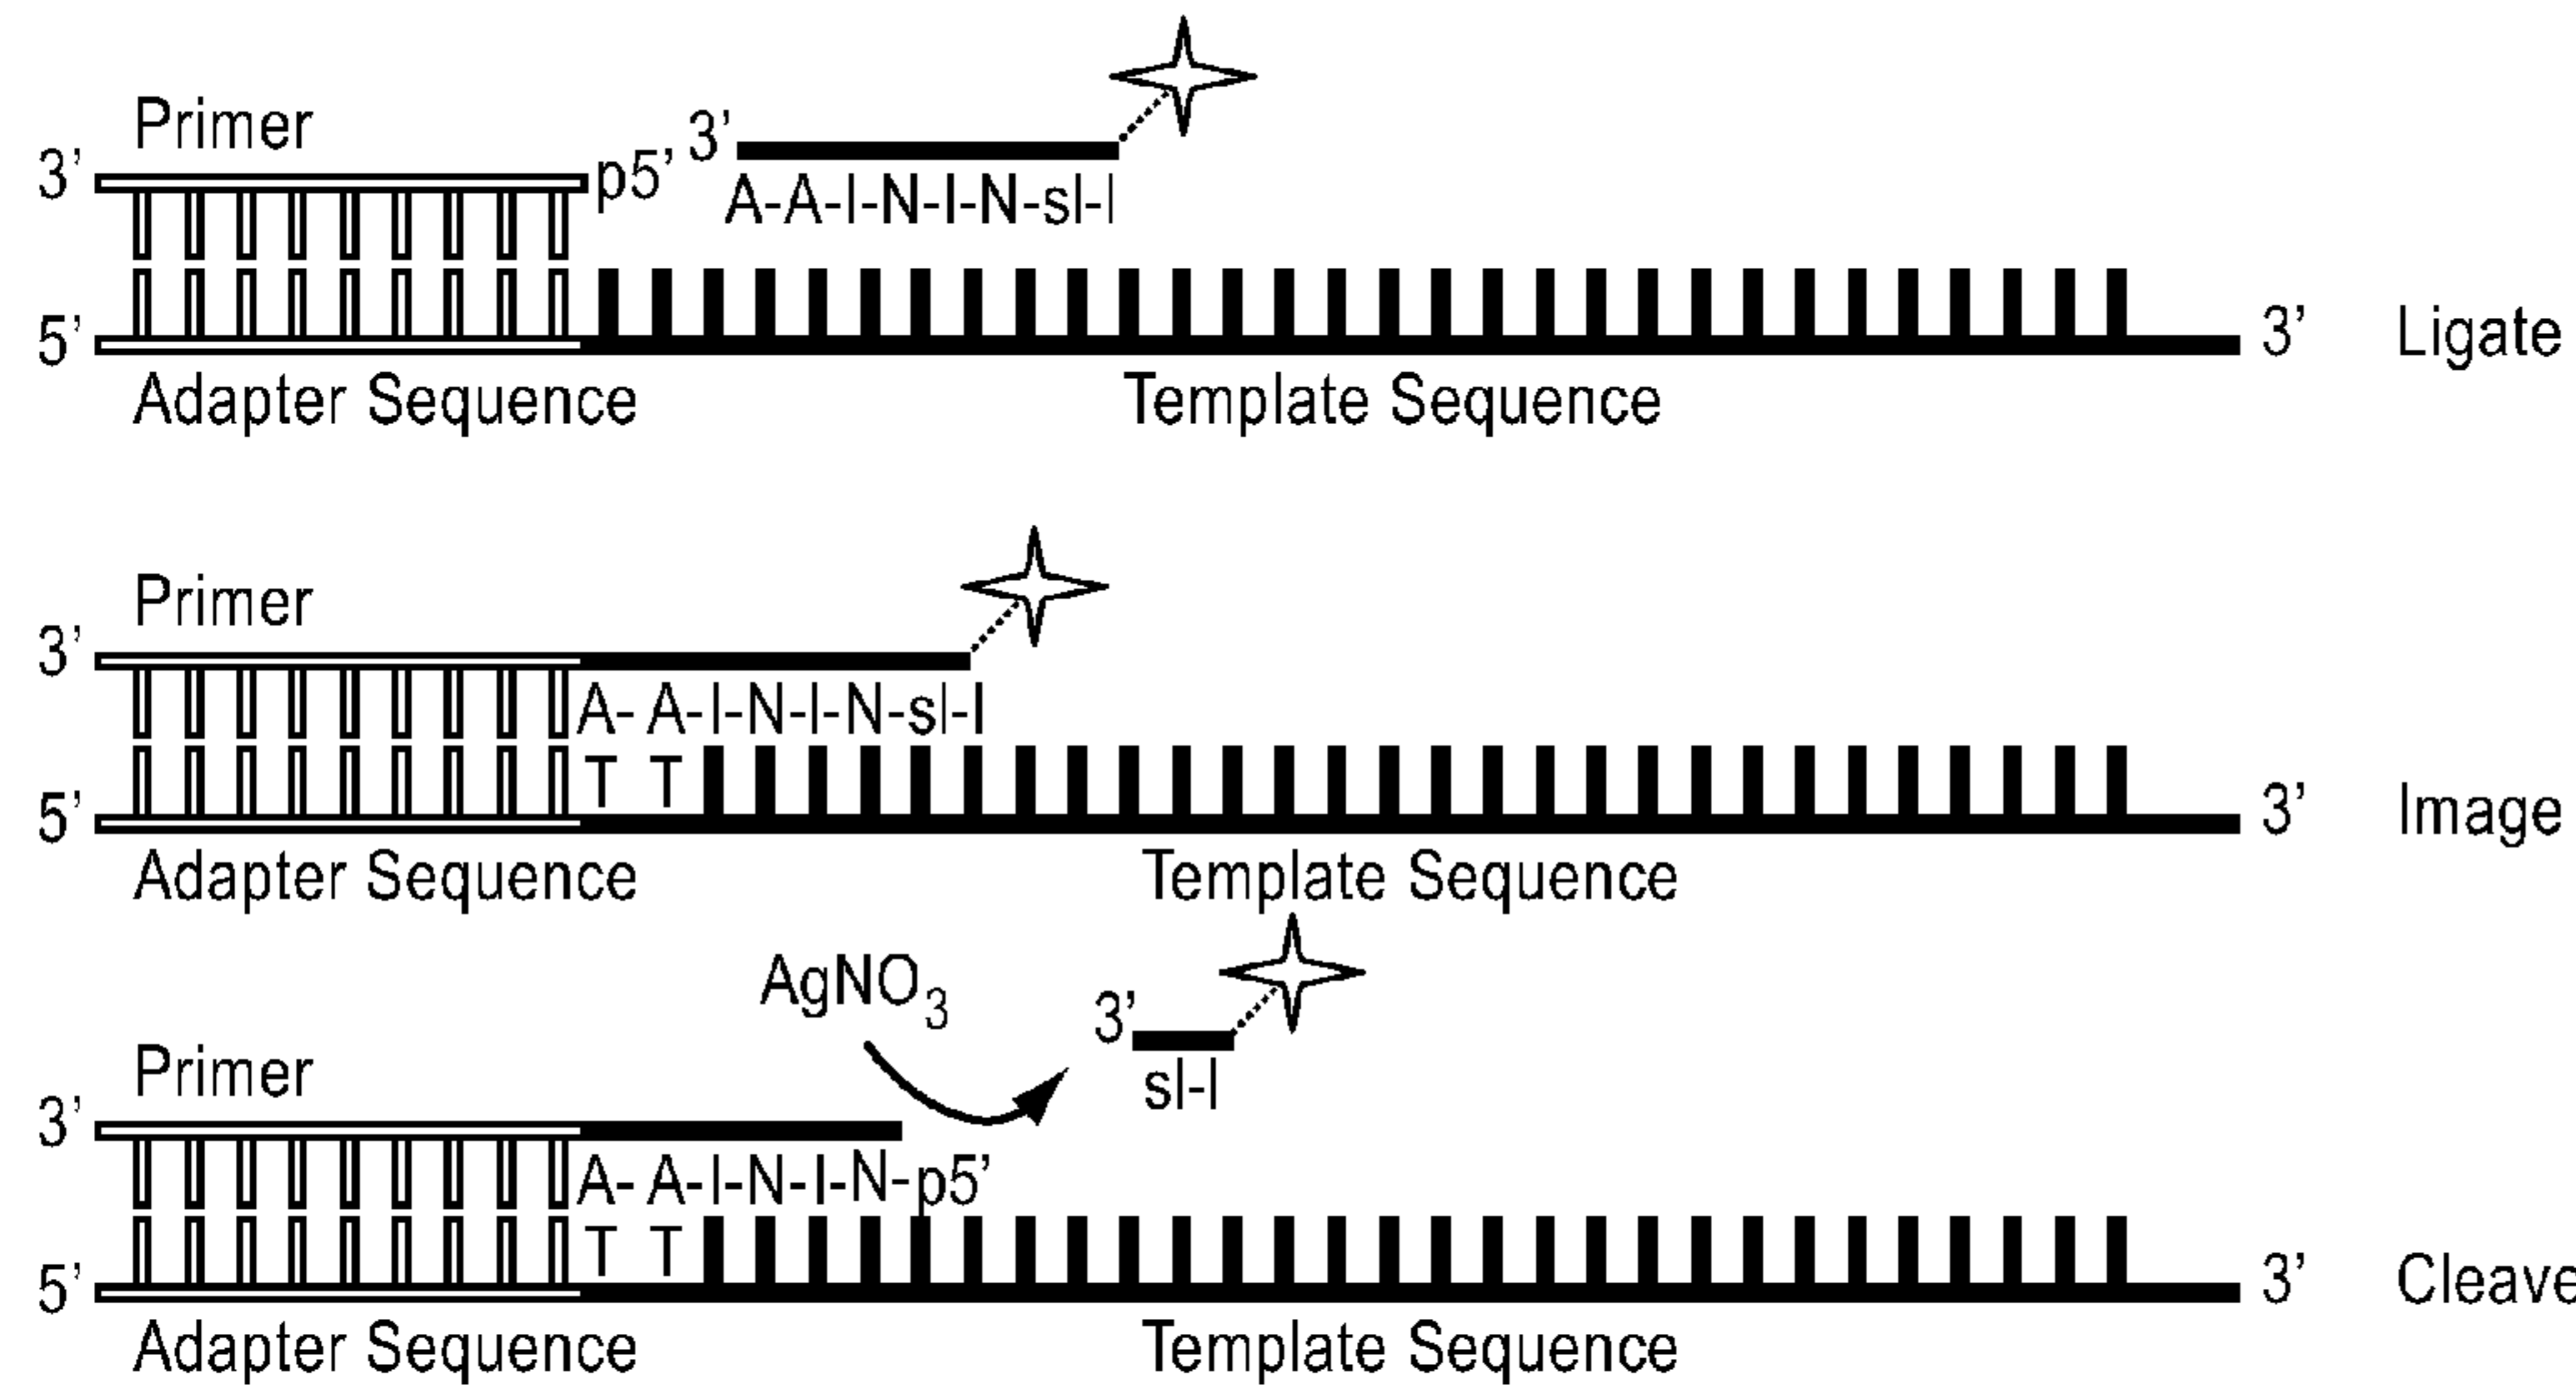 Primer
3' p5' 3'
A-A-I-N-I-N-sI-I
5' 3' Ligate
Adapter Sequence Template Sequence
Primer
3'
A- A-I-N-I-N-sI-I
T T
5' 3' Image
Adapter Sequence Template Sequence
AgNO3
3'
sI-I
Primer
3'
A- A-I-N-I-N-p5'
T T
5' 3' Cleave
Adapter Sequence Template Sequence